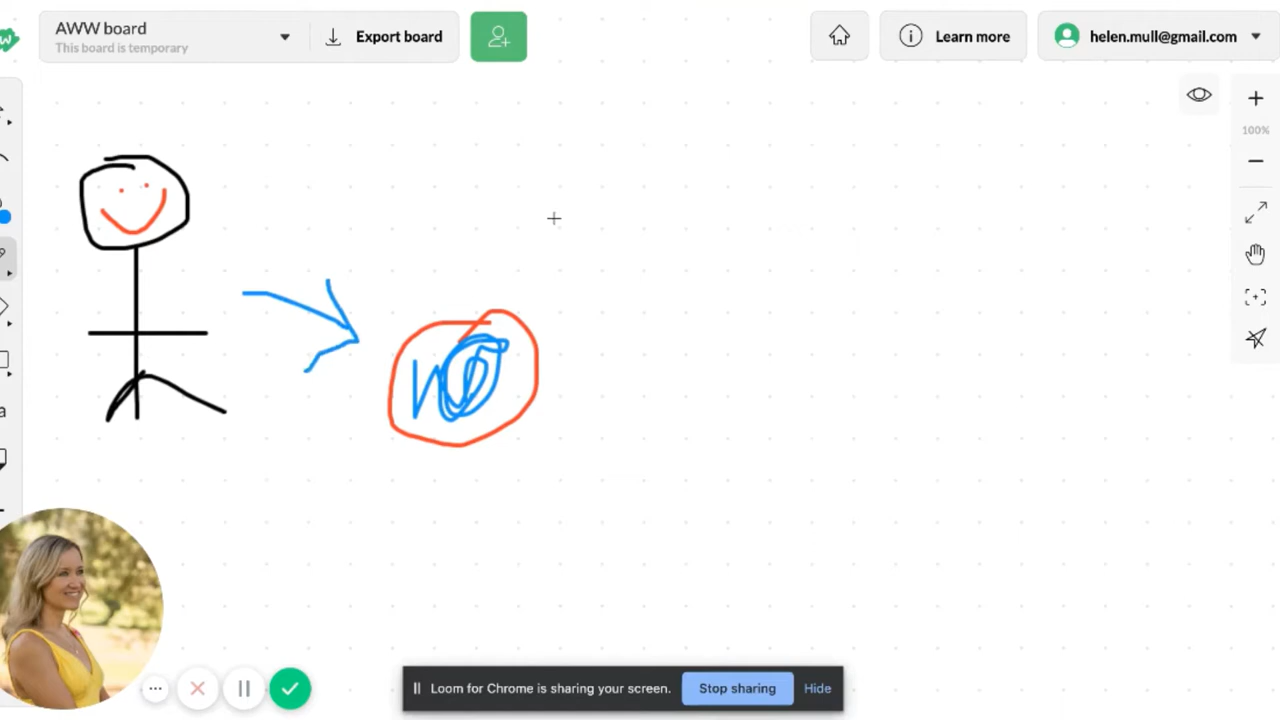 AWW board
This board is temporary
Export board
Learn more
helen.mull@gmail.com
100%
a
Loom for Chrome is sharing your screen.
Stop sharing
Hide